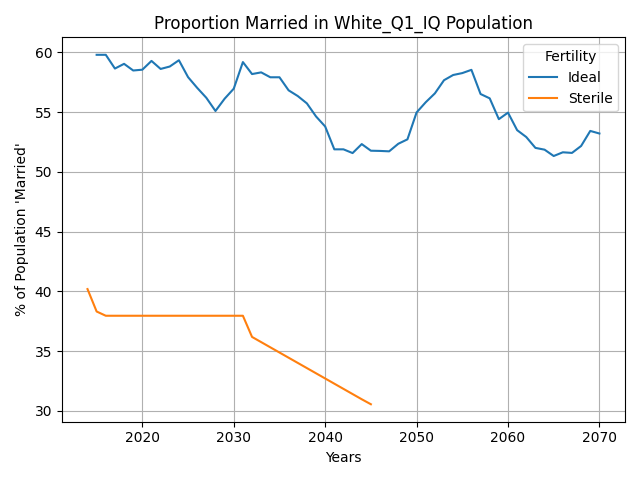 Proportion Married in White_Q1_IQ Population
% of Population 'Married'
60
55
50
45
40
35
30
Fertility
Ideal
Sterile
2020 2030 2040 2050 2060 2070
Years